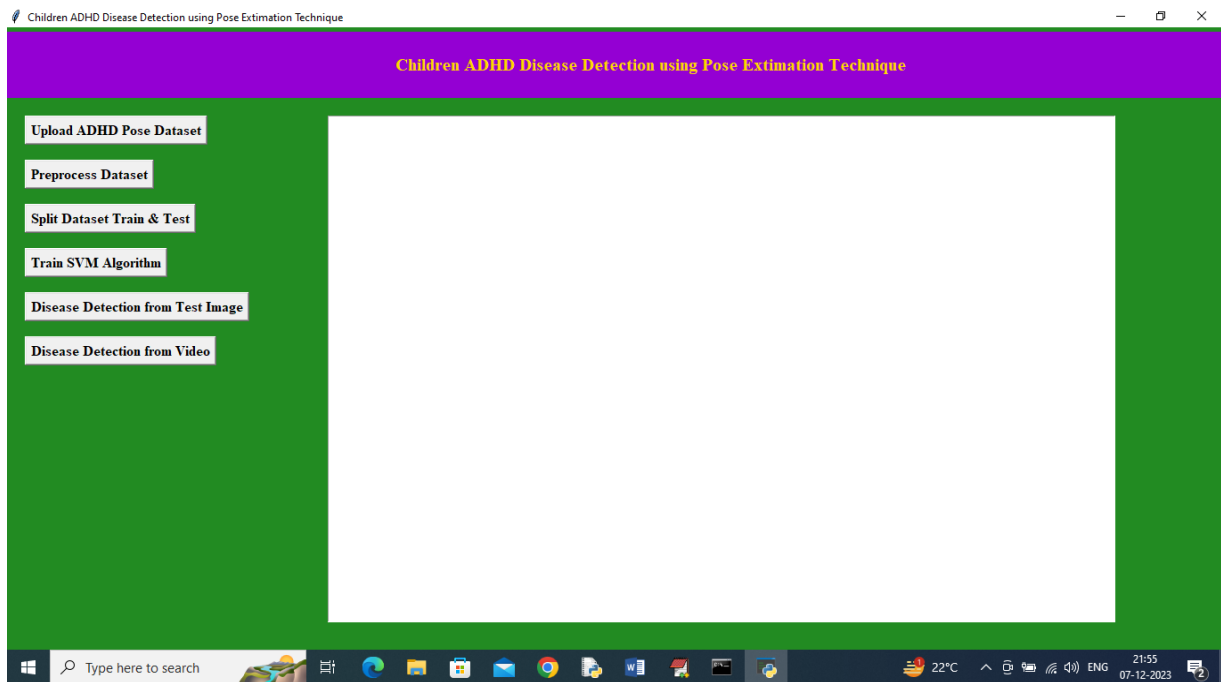 Children ADHD Disease Detection using Pose Extimation Technique
Children ADHD Disease Detection using Pose Extimation Technique
Upload ADHD Pose Dataset
Preprocess Dataset
Split Dataset Train & Test
Train SVM Algorithm
Disease Detection from Test Image
Disease Detection from Video
Type here to search
22°C
ENG
21:55
07-12-2023